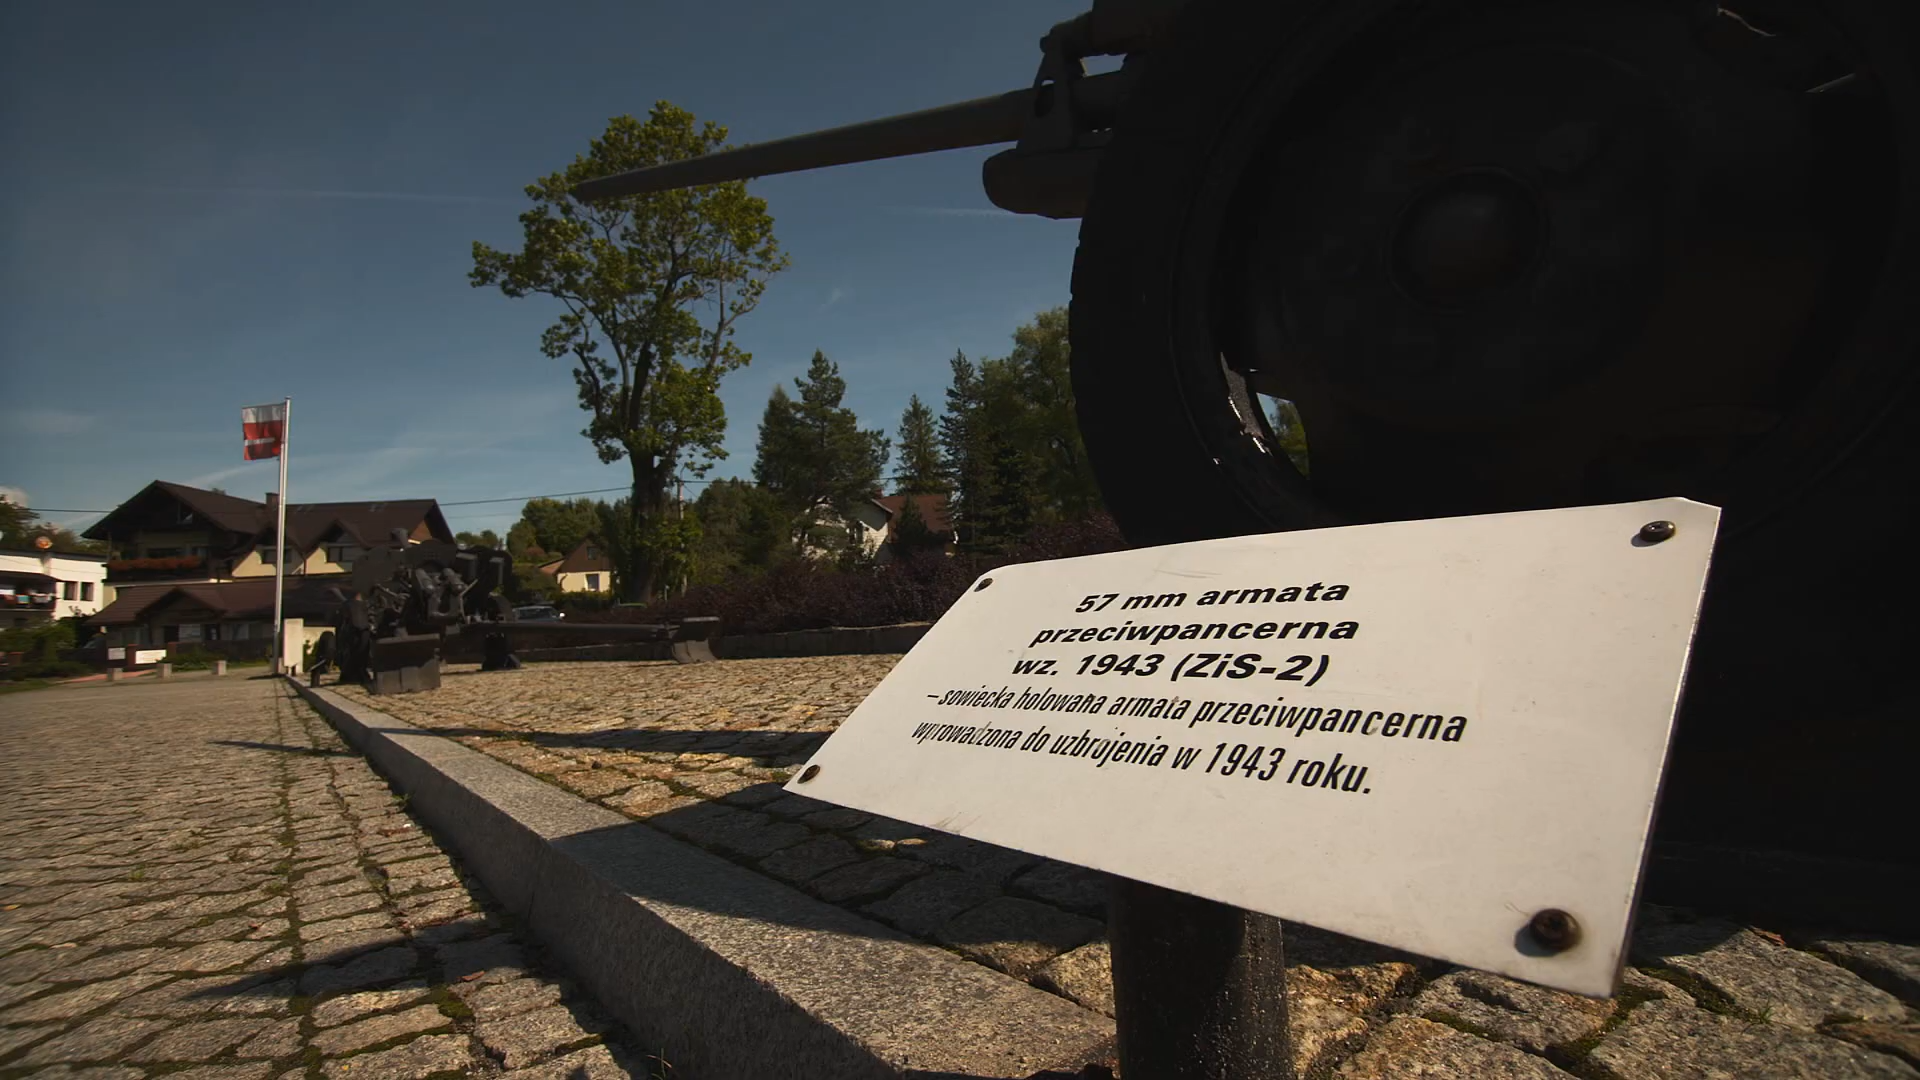 57 mm armata
przeciwpancerna
wz. 1943 (ZiS-2)
– sowiecka holowana armata przeciwpancerna
wprowadzona do uzbrojenia w 1943 roku.